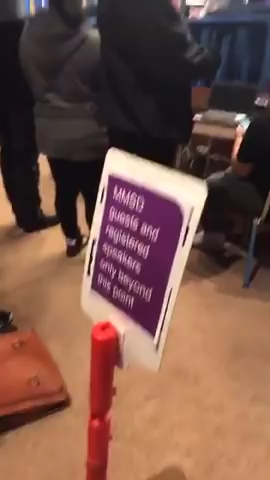 MMSD
Guests and
registered
speakers
only beyond
this point